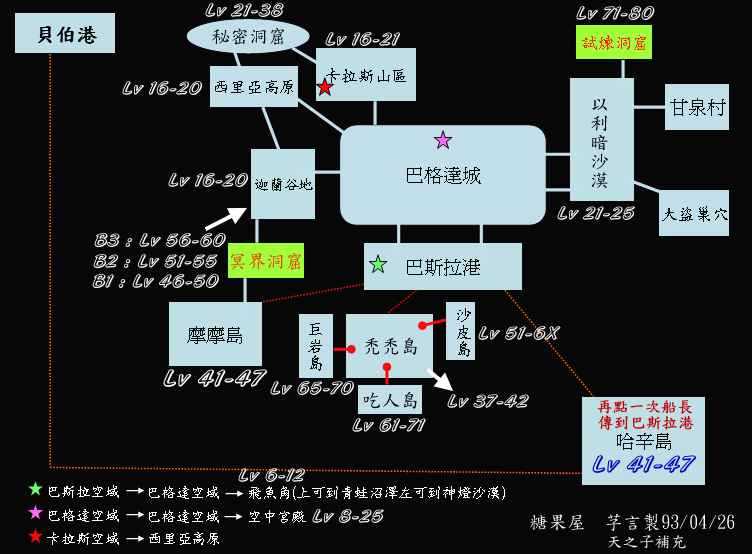 Lv 21-38
Lv 71-80
貝伯港
秘密洞窟
Lv 16-21
試煉洞窟
卡拉斯山區
Lv 16-20
西里亞高原
以利暗沙漠
甘泉村
巴格達城
Lv 16-20
迦蘭谷地
Lv 21-25
大盜巢穴
B3 : Lv 56-60
B2 : Lv 51-55
B1 : Lv 46-50
冥界洞窟
巴斯拉港
摩摩島
巨岩島
禿禿島
沙皮島
Lv 51-6X
Lv 41-47
Lv 65-70
吃人島
Lv 37-42
Lv 61-71
再點一次船長
傳到巴斯拉港
哈辛島
Lv 41-47
Lv 6-12
巴斯拉空域 → 巴格達空域 → 飛魚角(上可到青蛙沼澤左可到神燈沙漠)
巴格達空域 → 巴格達空域 → 空中宮殿 Lv 8-25
卡拉斯空域 → 西里亞高原
糖果屋 芋言製93/04/26
天之子補充